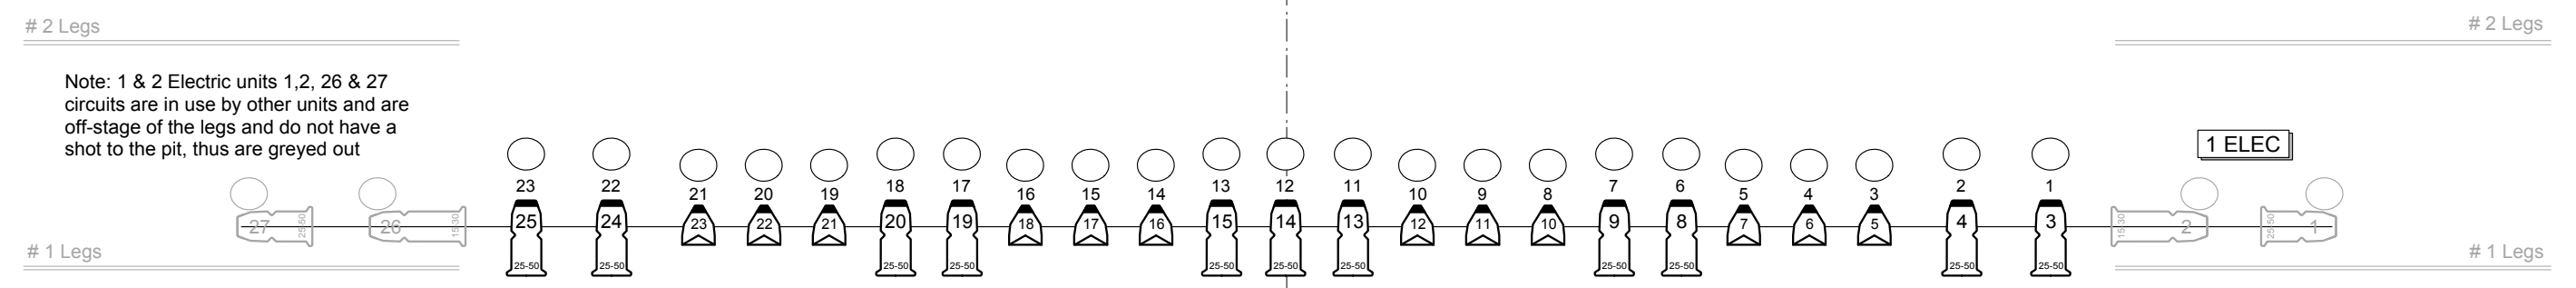 # 2 Legs
# 2 Legs
Note: 1 & 2 Electric units 1,2, 26 & 27
circuits are in use by other units and are
off-stage of the legs and do not have a
shot to the pit, thus are greyed out
1 ELEC
23 22 21 20 19 18 17 16 15 14 13 12 11 10 9 8 7 6 5 4 3 2 1
27 26 25 24 23 22 21 20 19 18 17 16 15 14 13 12 11 10 9 8 7 6 5 4 3 2 1
25-50 15-30 25-50 25-50 25-50 25-50 25-50 25-50 25-50 25-50 25-50 25-50 25-50 15-30 25-50
# 1 Legs
# 1 Legs